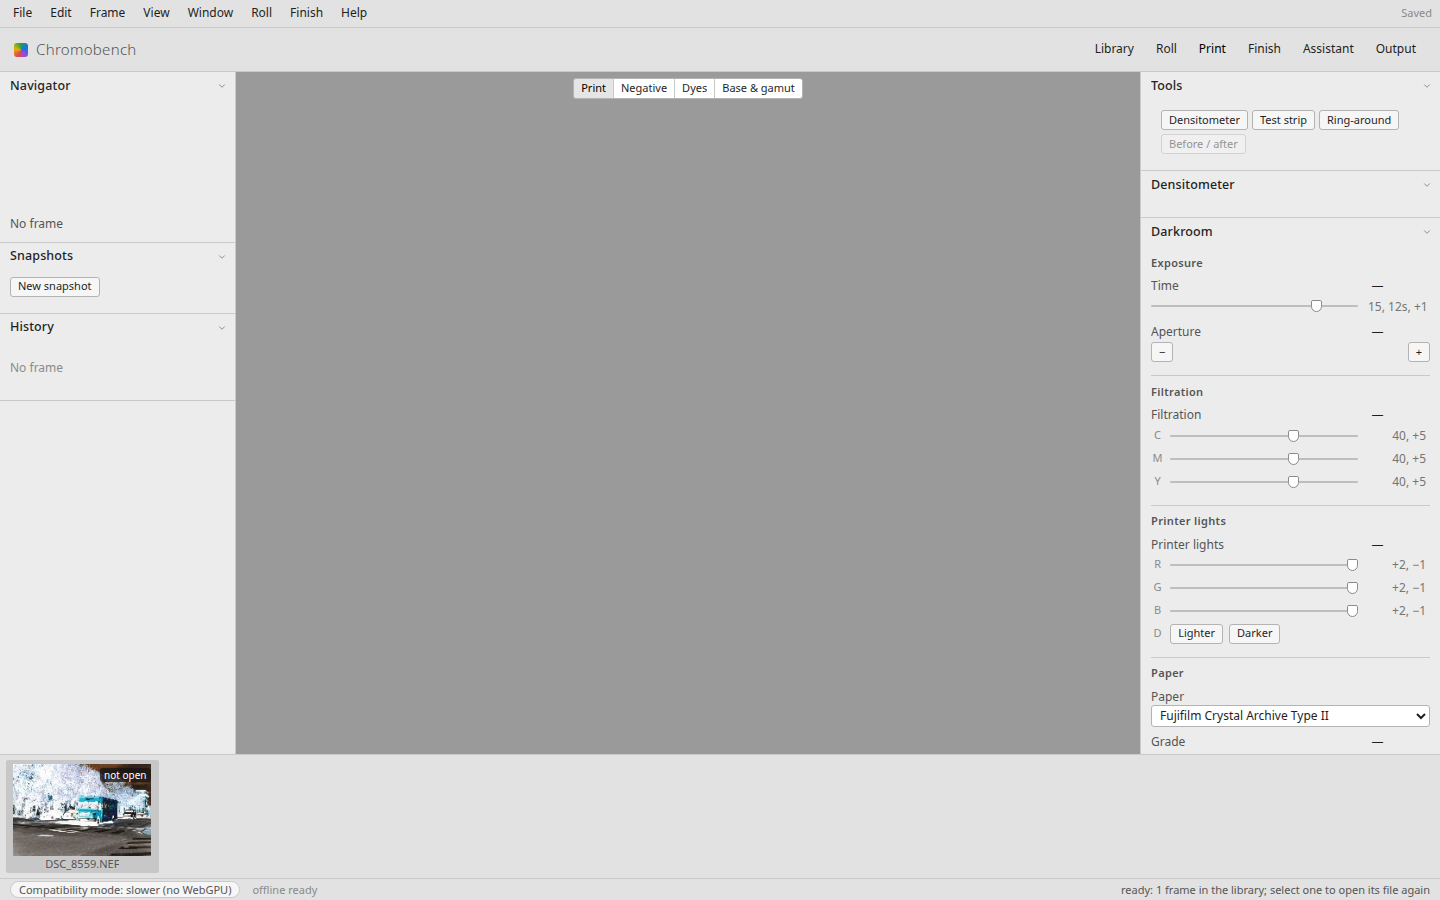 File Edit Frame View Window Roll Finish Help Saved
Chromobench Library Roll Print Finish Assistant Output
Navigator
No frame
Snapshots
New snapshot
History
No frame
Print Negative Dyes Base & gamut
Tools
Densitometer Test strip Ring-around
Before / after
Densitometer
Darkroom
Exposure
Time —
15, 12s, +1
Aperture —
− +
Filtration
Filtration —
C 40, +5
M 40, +5
Y 40, +5
Printer lights
Printer lights —
R +2, −1
G +2, −1
B +2, −1
D Lighter Darker
Paper
Paper
Fujifilm Crystal Archive Type II
Grade —
not open
DSC_8559.NEF
Compatibility mode: slower (no WebGPU) offline ready ready: 1 frame in the library; select one to open its file again